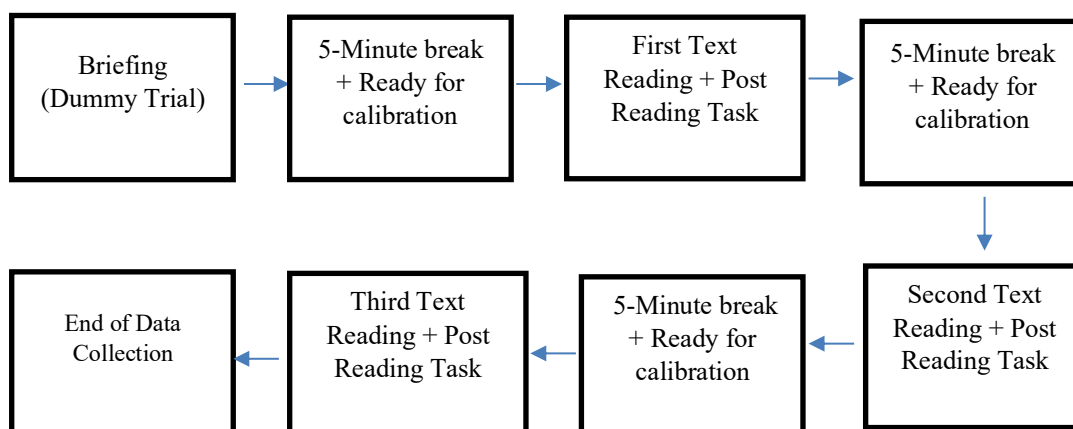 Briefing
(Dummy Trial)
5-Minute break
+ Ready for
calibration
First Text
Reading + Post
Reading Task
5-Minute break
+ Ready for
calibration
Second Text
Reading + Post
Reading Task
5-Minute break
+ Ready for
calibration
Third Text
Reading + Post
Reading Task
End of Data
Collection